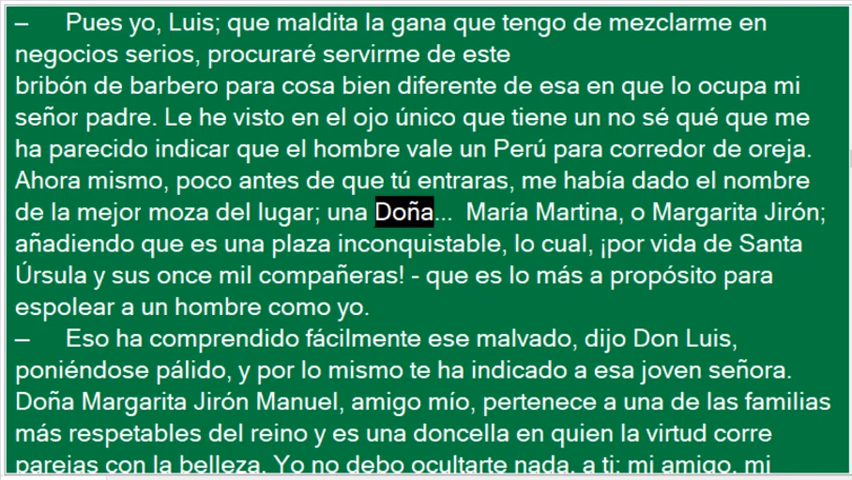 – Pues yo, Luis; que maldita la gana que tengo de mezclarme en
negocios serios, procuraré servirme de este
bribón de barbero para cosa bien diferente de esa en que lo ocupa mi
señor padre. Le he visto en el ojo único que tiene un no sé qué que me
ha parecido indicar que el hombre vale un Perú para corredor de oreja.
Ahora mismo, poco antes de que tú entraras, me había dado el nombre
de la mejor moza del lugar; una Doña... María Martina, o Margarita Jirón;
añadiendo que es una plaza inconquistable, lo cual, ¡por vida de Santa
Úrsula y sus once mil compañeras! - que es lo más a propósito para
espolear a un hombre como yo.
– Eso ha comprendido fácilmente ese malvado, dijo Don Luis,
poniéndose pálido, y por lo mismo te ha indicado a esa joven señora.
Doña Margarita Jirón Manuel, amigo mío, pertenece a una de las familias
más respetables del reino y es una doncella en quien la virtud corre
parejas con la belleza. Yo no debo ocultarte nada, a ti; mi amigo, mi